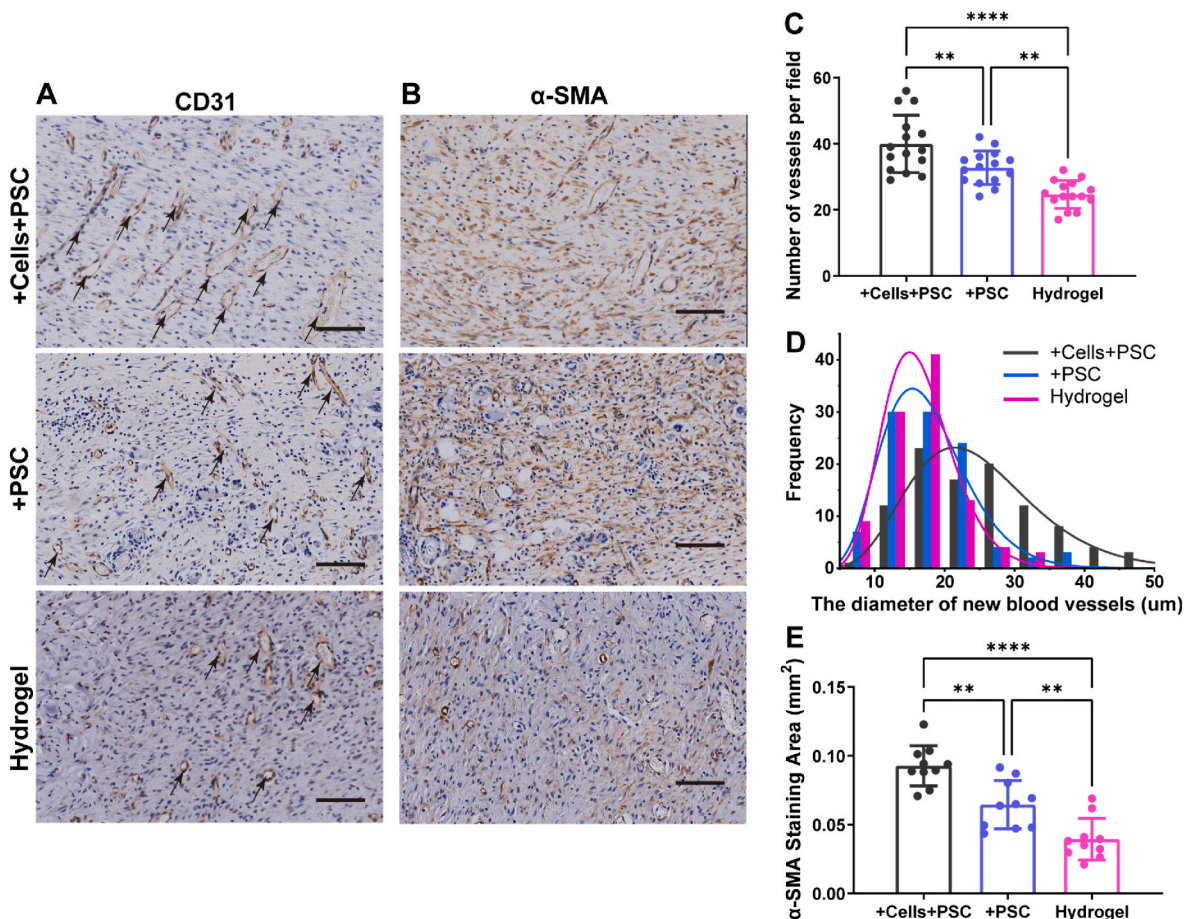 A
CD31
B
α-SMA
+Cells+PSC
+PSC
Hydrogel
C
****
**
**
Number of vessels per field
60
40
20
0
+Cells+PSC
+PSC
Hydrogel
D
+Cells+PSC
+PSC
Hydrogel
Frequency
40
30
20
10
0
10
20
30
40
50
The diameter of new blood vessels (um)
E
****
**
**
α-SMA Staining Area (mm²)
0.15
0.10
0.05
0.00
+Cells+PSC
+PSC
Hydrogel